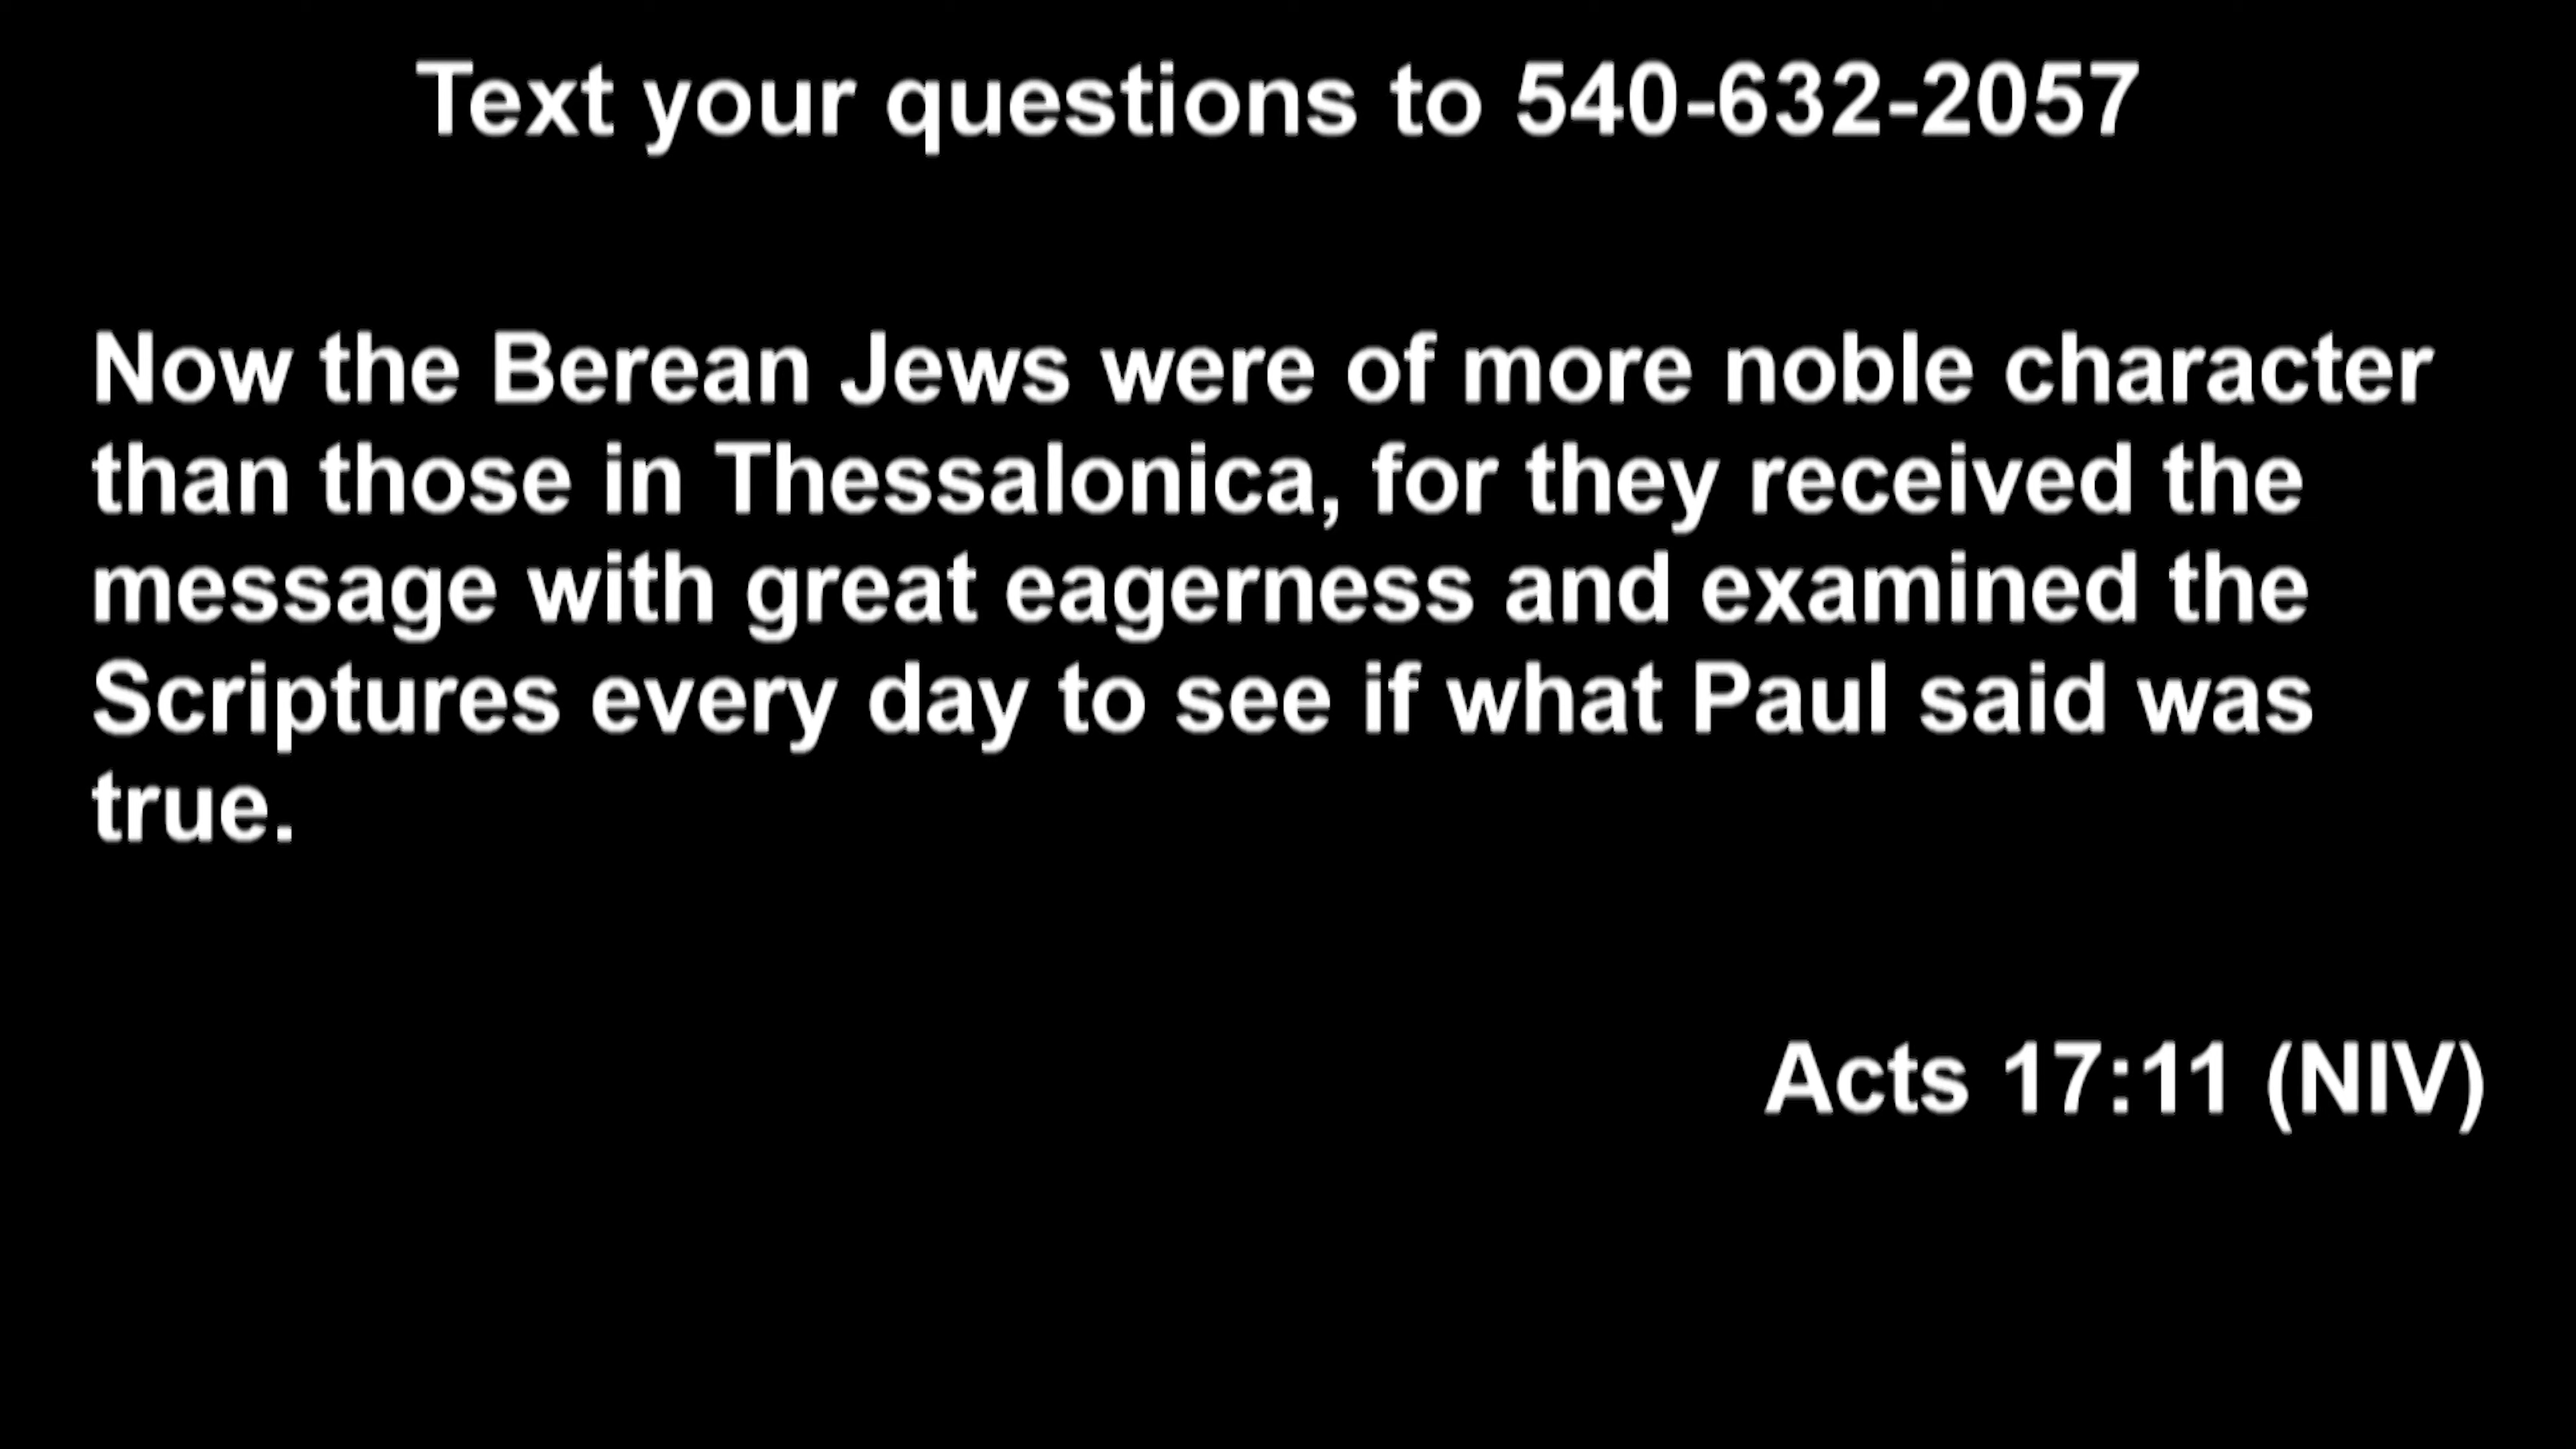 Text your questions to 540-632-2057
Now the Berean Jews were of more noble character
than those in Thessalonica, for they received the
message with great eagerness and examined the
Scriptures every day to see if what Paul said was
true.
Acts 17:11 (NIV)